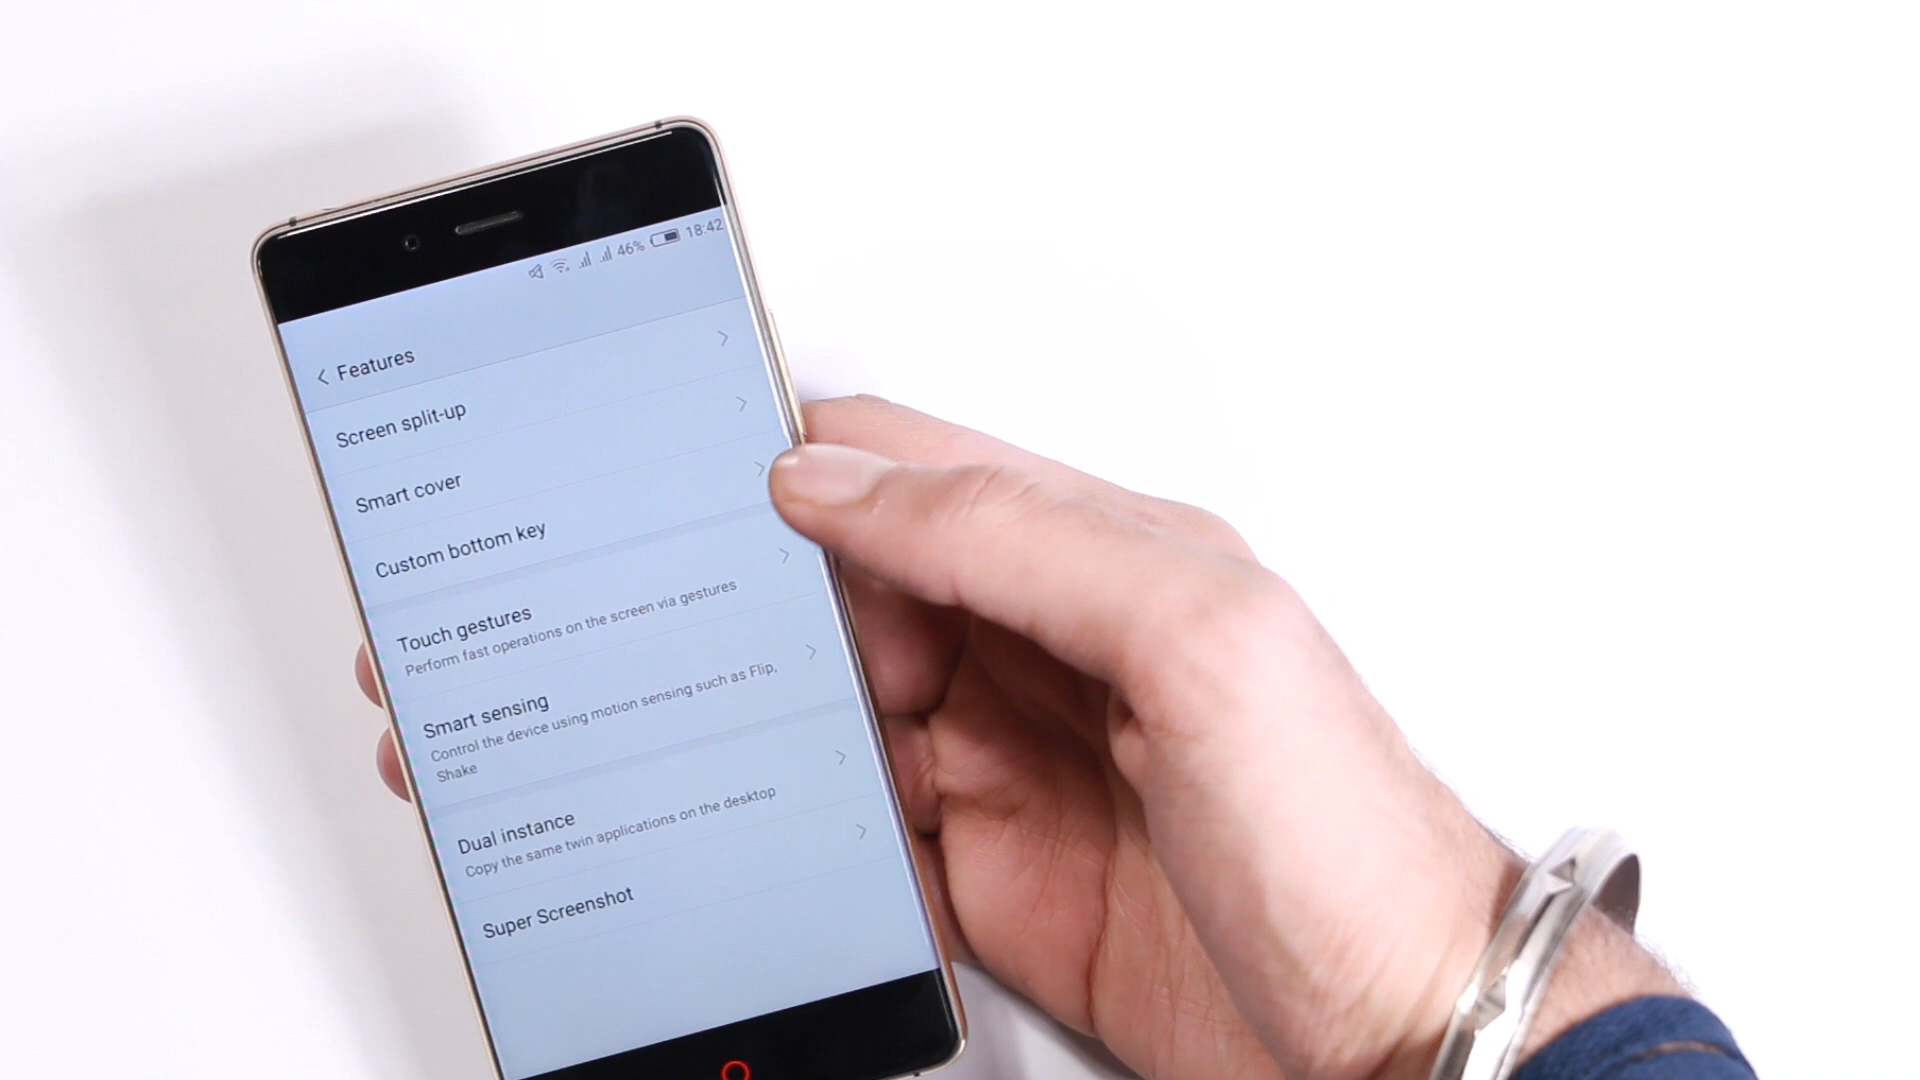 46% 18:42
Features
Screen split-up
Smart cover
Custom bottom key
Touch gestures
Perform fast operations on the screen via gestures
Smart sensing
Control the device using motion sensing such as Flip,
Shake
Dual instance
Copy the same twin applications on the desktop
Super Screenshot